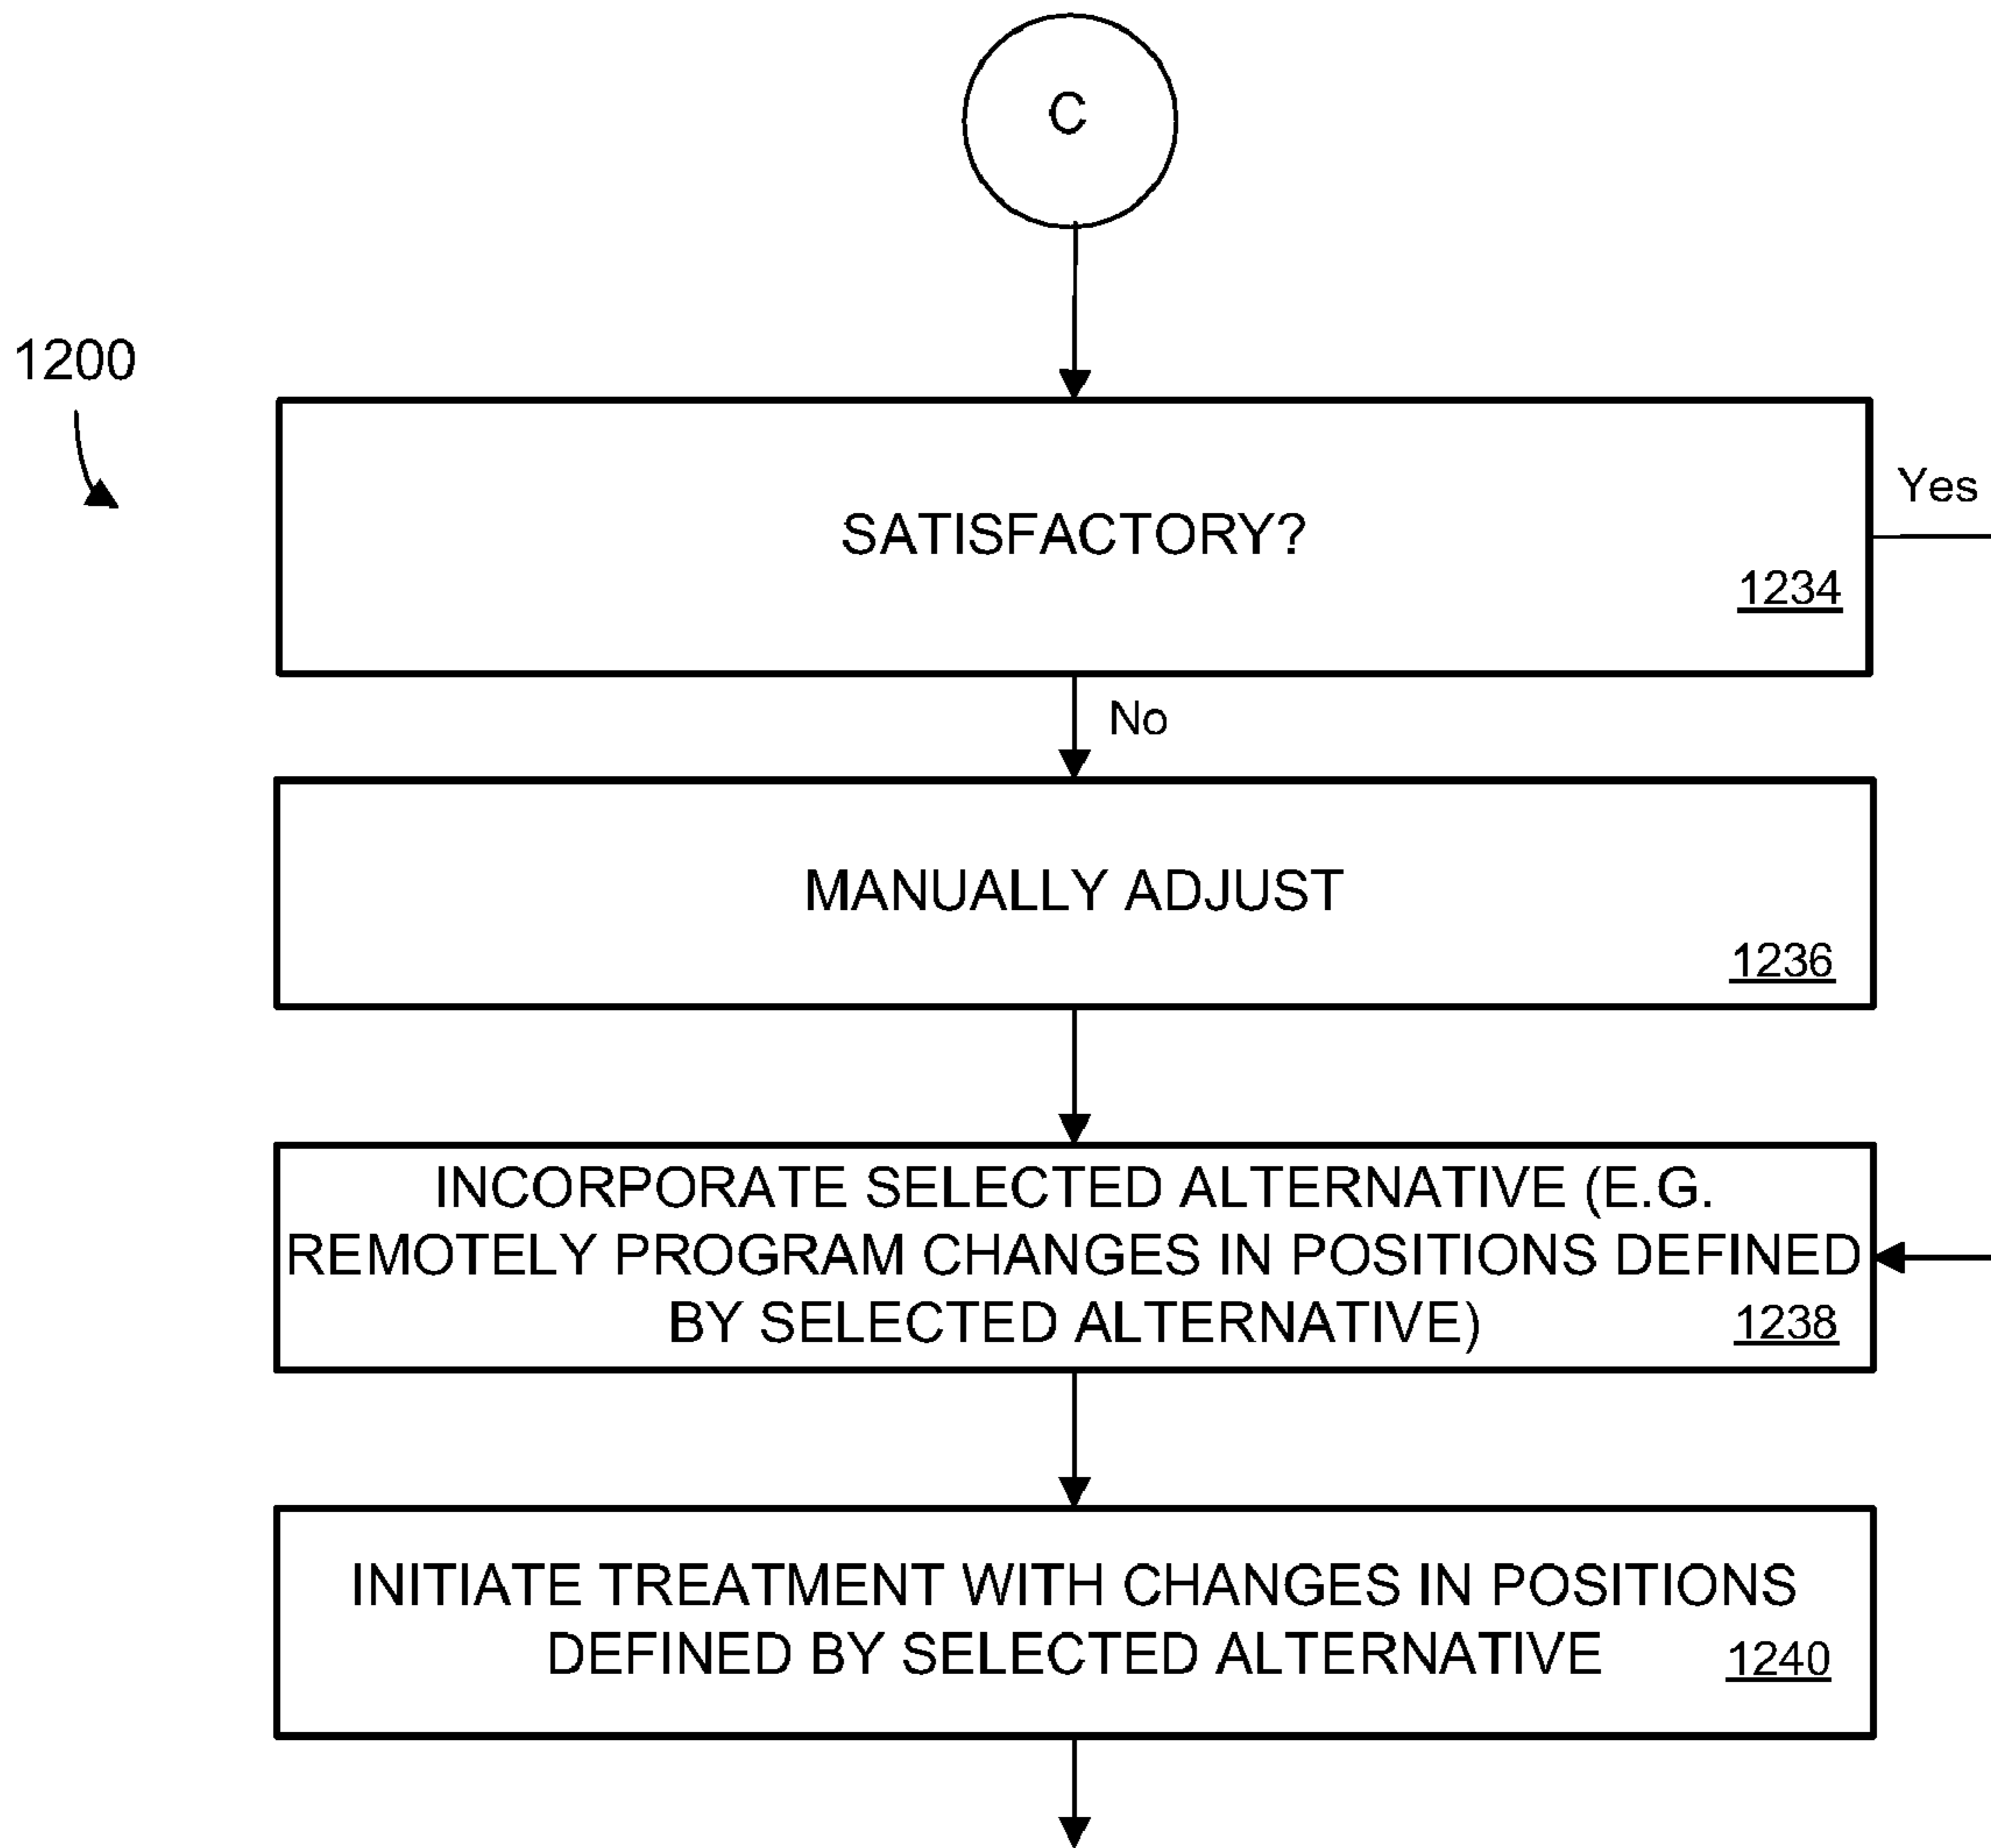 C
1200
SATISFACTORY?
Yes
1234
No
MANUALLY ADJUST
1236
INCORPORATE SELECTED ALTERNATIVE (E.G.
REMOTELY PROGRAM CHANGES IN POSITIONS DEFINED
BY SELECTED ALTERNATIVE)
1238
INITIATE TREATMENT WITH CHANGES IN POSITIONS
DEFINED BY SELECTED ALTERNATIVE
1240